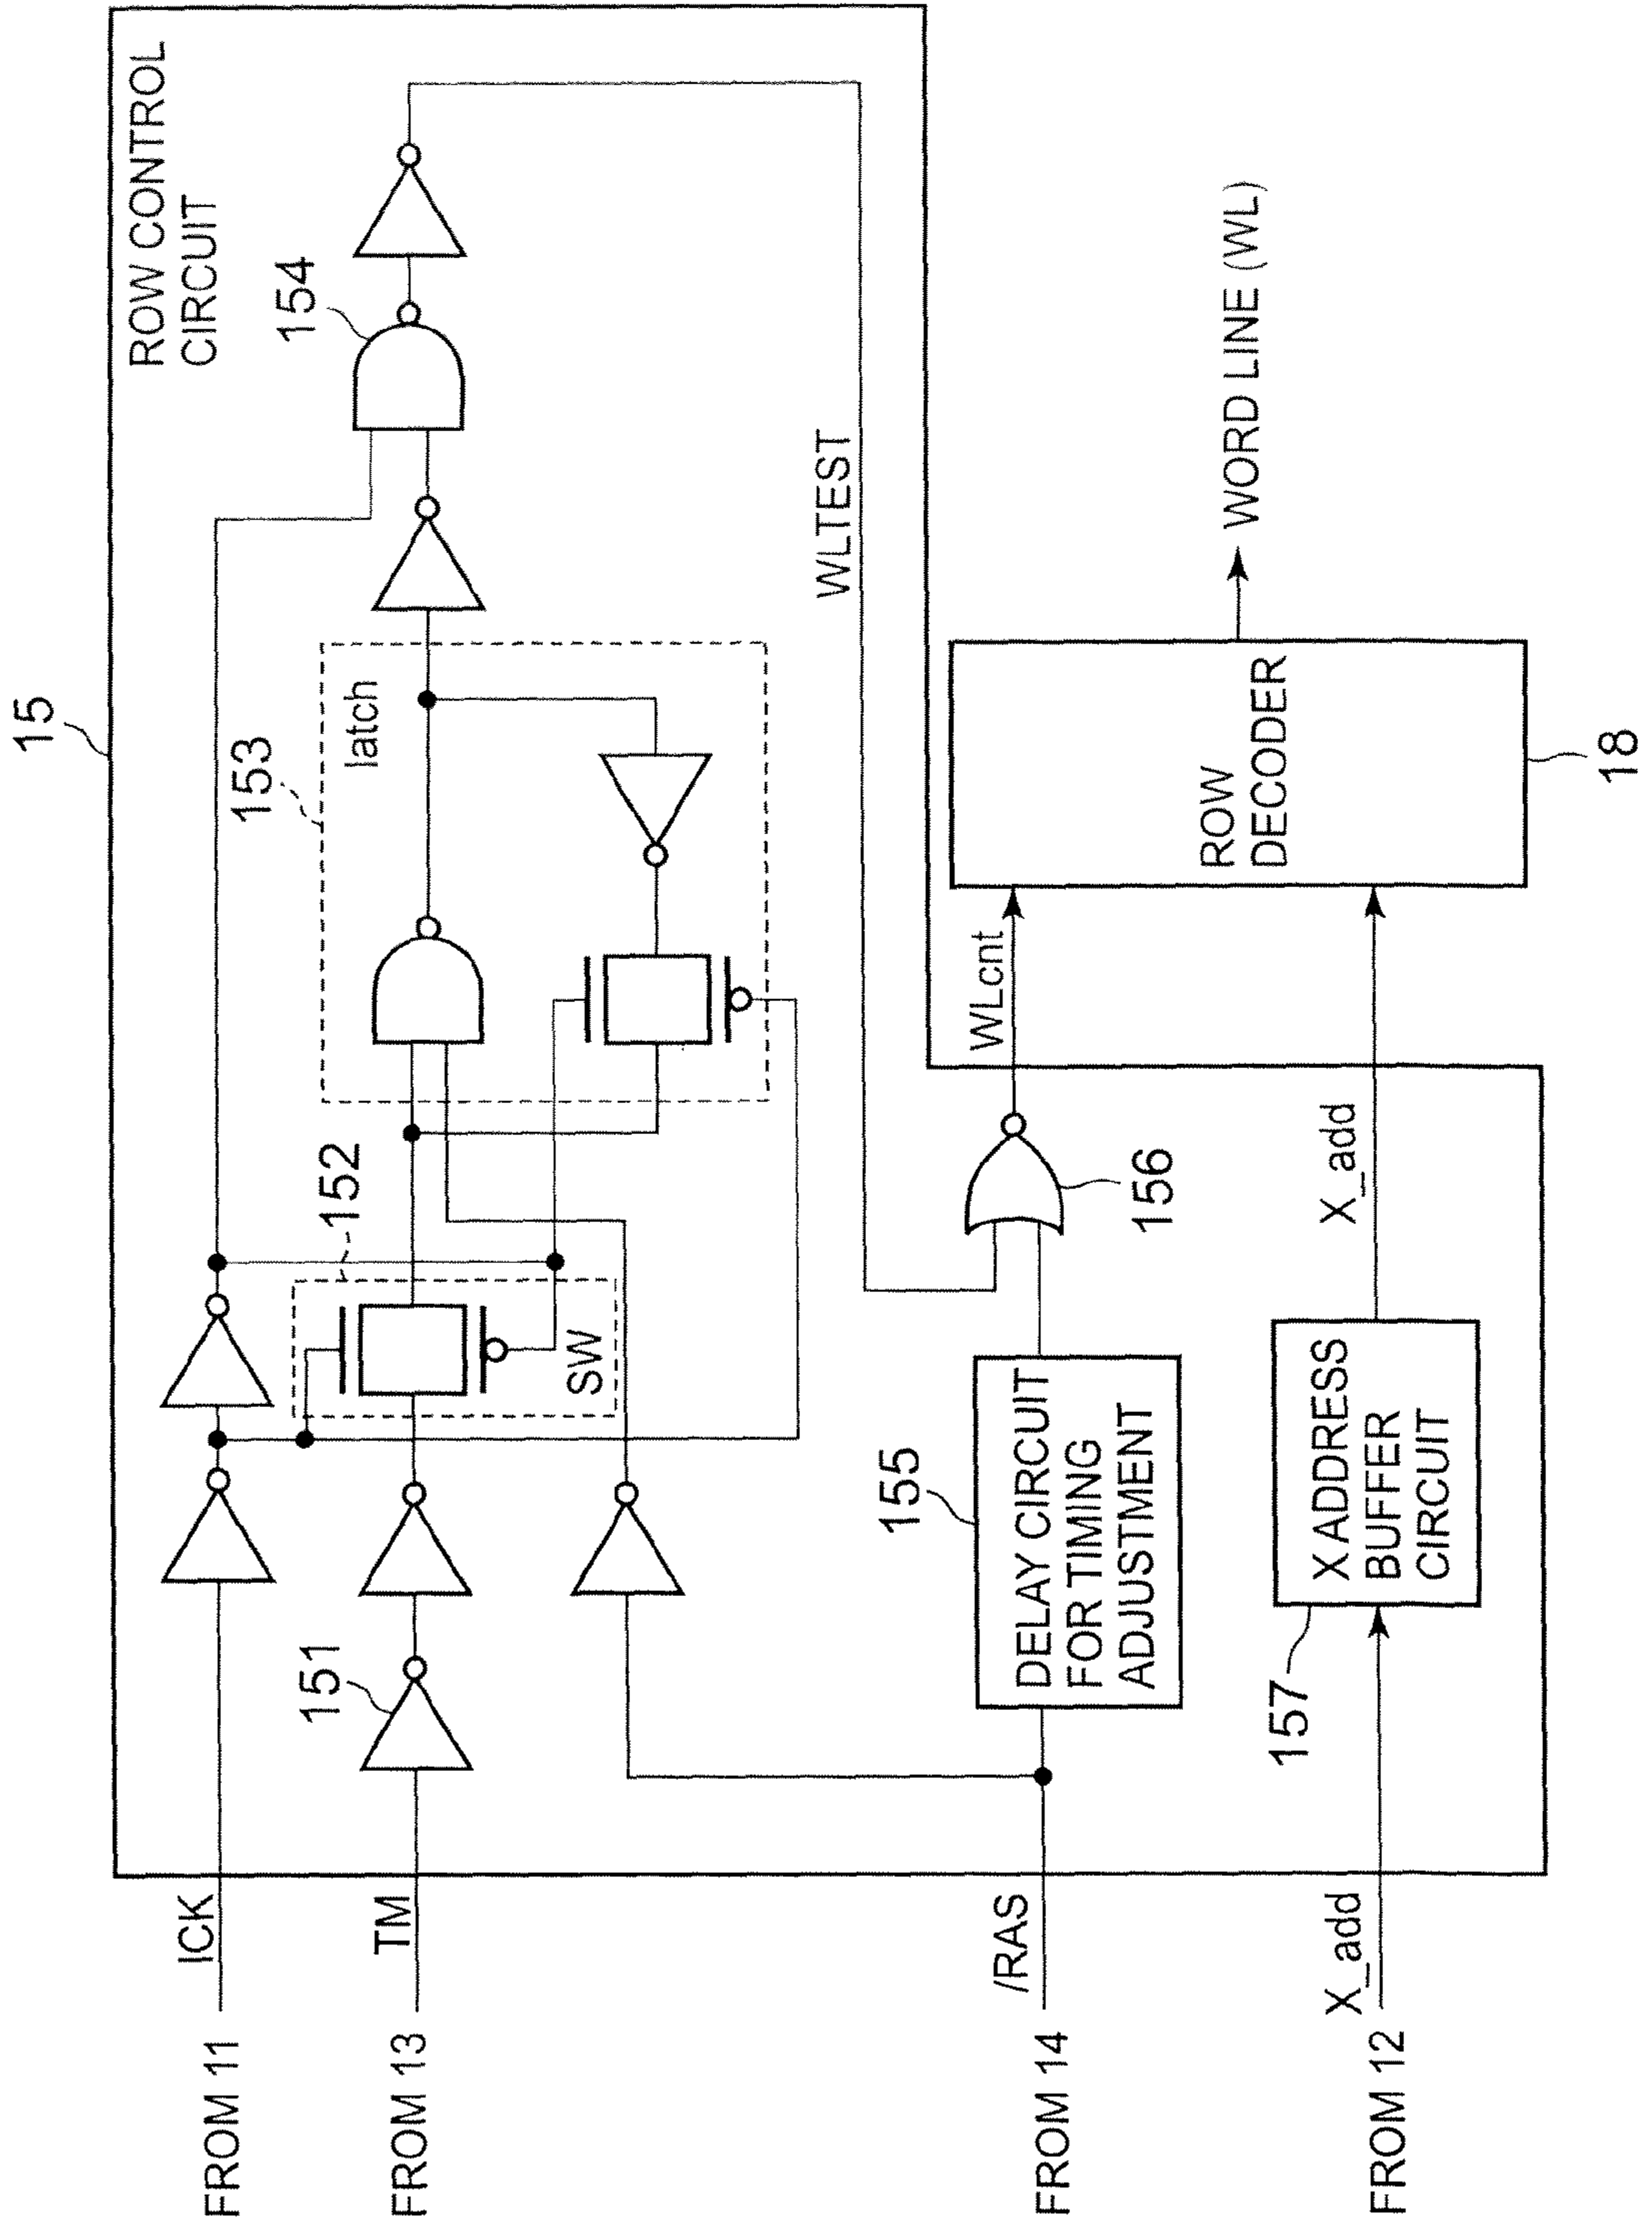 15
ROW CONTROL
CIRCUIT
FROM 11
ICK
FROM 13
TM
151
152
SW
153
latch
154
WLTEST
FROM 14
/RAS
155
DELAY CIRCUIT
FOR TIMING
ADJUSTMENT
156
WLcnt
FROM 12
X_add
157
X ADDRESS
BUFFER
CIRCUIT
X_add
ROW
DECODER
18
WORD LINE (WL)